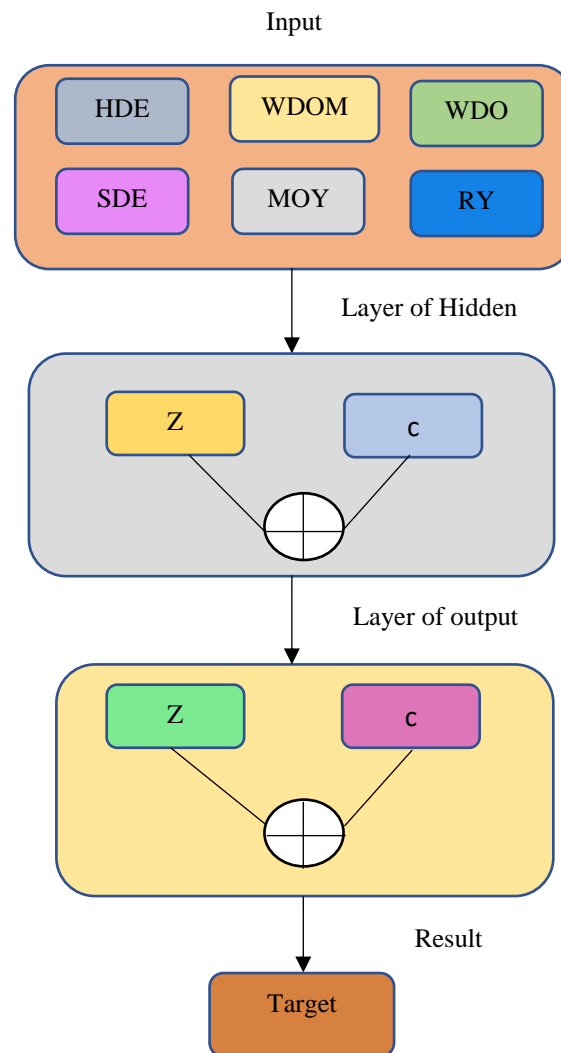 Input
HDE
WDOM
WDO
SDE
MOY
RY
Layer of Hidden
Z
c
Layer of output
Z
c
Result
Target